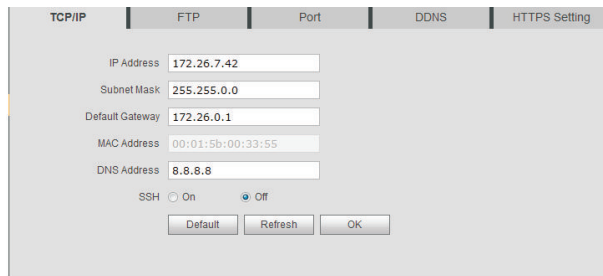 TCP/IP FTP Port DDNS HTTPS Setting
IP Address 172.26.7.42
Subnet Mask 255.255.0.0
Default Gateway 172.26.0.1
MAC Address 00:01:5b:00:33:55
DNS Address 8.8.8.8
SSH On Off
Default Refresh OK